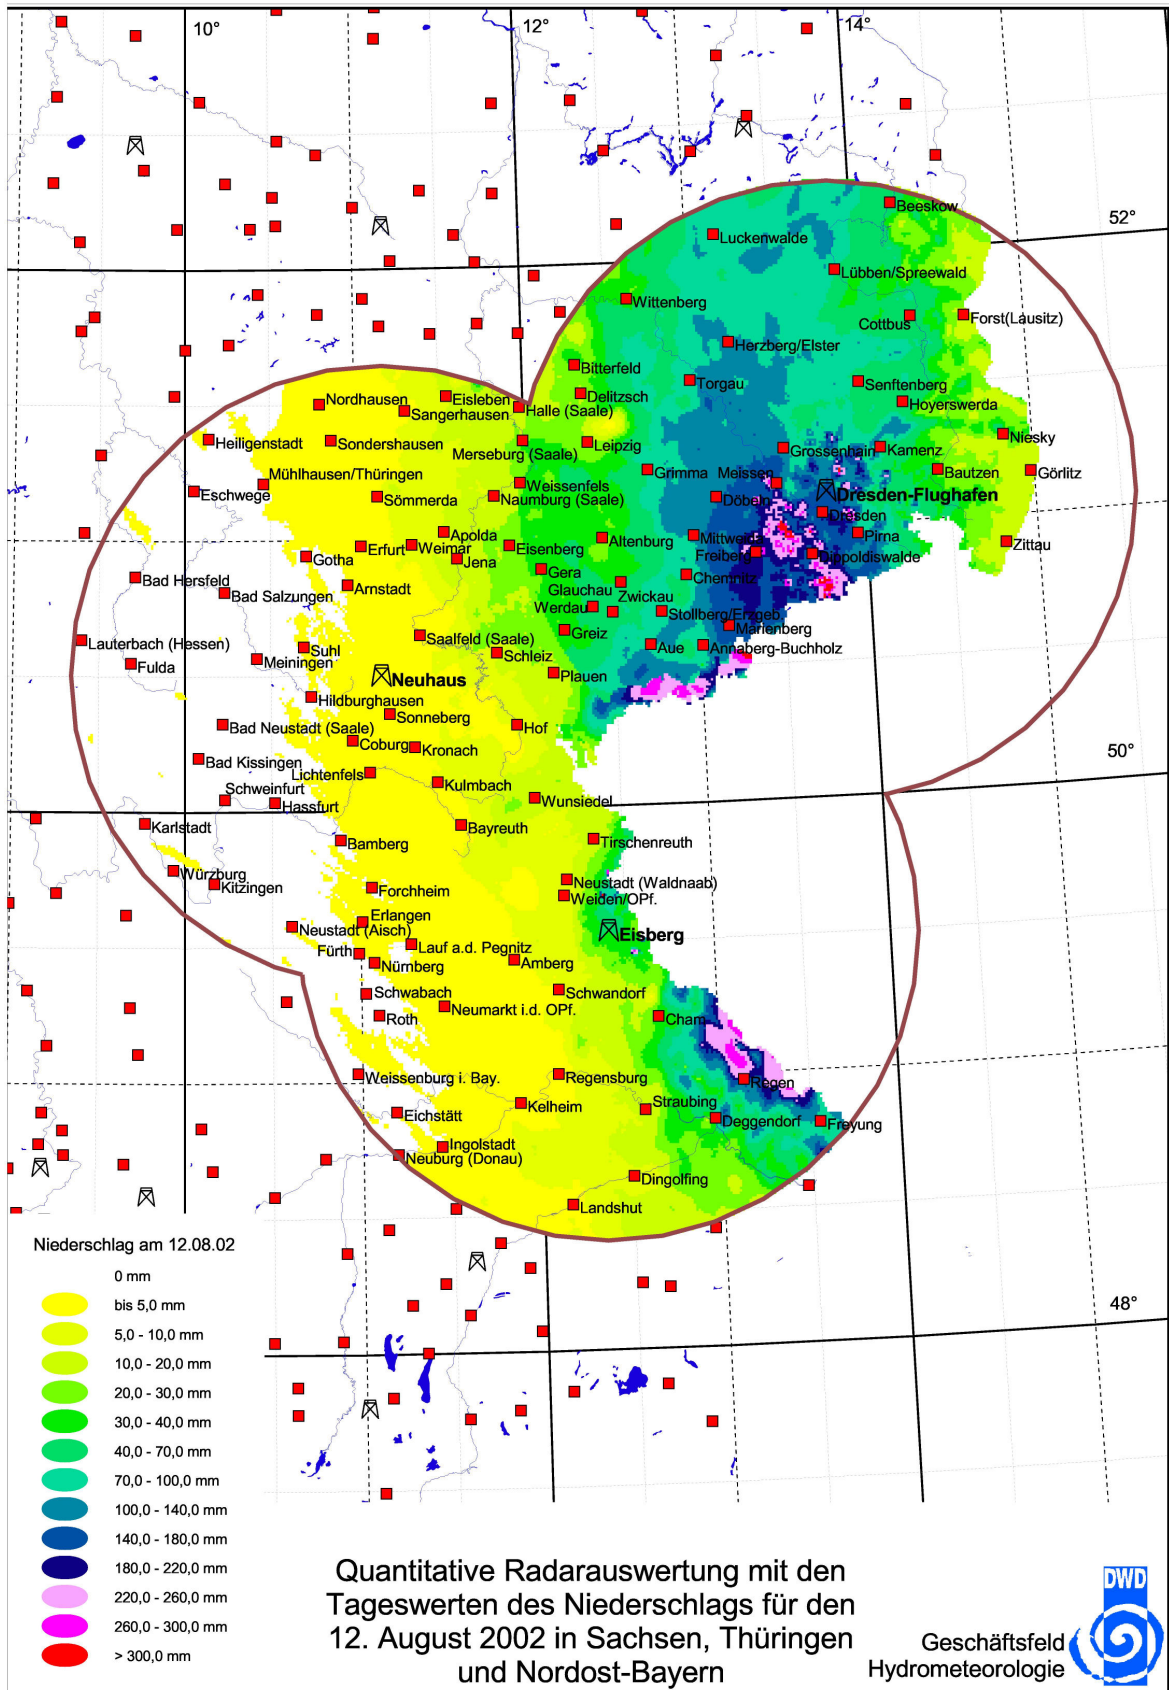 10°
12°
14°
Beeskow
52°
Luckenwalde
Lübben/Spreewald
Wittenberg
Cottbus
Forst(Lausitz)
Herzberg/Elster
Bitterfeld
Torgau
Senftenberg
Nordhausen
Eisleben
Delitzsch
Hoyerswerda
Sangerhausen
Halle (Saale)
Heiligenstadt
Sondershausen
Merseburg (Saale)
Leipzig
Grossenhain
Kamenz
Niesky
Mühlhausen/Thüringen
Grimma
Meissen
Bautzen
Görlitz
Eschwege
Sömmerda
Weissenfels
Naumburg (Saale)
Döbeln
Dresden-Flughafen
Dresden
Apolda
Altenburg
Mittweida
Pirna
Zittau
Erfurt
Weimar
Eisenberg
Freiberg
Dippoldiswalde
Gotha
Jena
Gera
Chemnitz
Bad Hersfeld
Bad Salzungen
Arnstadt
Glauchau
Zwickau
Werdau
Stollberg/Erzgeb.
Greiz
Marienberg
Lauterbach (Hessen)
Suhl
Saalfeld (Saale)
Schleiz
Aue
Annaberg-Buchholz
Fulda
Meiningen
Plauen
Neuhaus
Hildburghausen
Sonneberg
Bad Neustadt (Saale)
Hof
Coburg
Kronach
50°
Bad Kissingen
Lichtenfels
Schweinfurt
Kulmbach
Hassfurt
Wunsiedel
Karlstadt
Bayreuth
Bamberg
Tirschenreuth
Würzburg
Kitzingen
Forchheim
Neustadt (Waldnaab)
Weiden/OPf.
Erlangen
Neustadt (Aisch)
Eisberg
Fürth
Lauf a.d. Pegnitz
Nürnberg
Amberg
Schwabach
Schwandorf
Roth
Neumarkt i.d. OPf.
Cham
Weissenburg i. Bay.
Regensburg
Regen
Kelheim
Straubing
Eichstätt
Deggendorf
Freyung
Ingolstadt
Neuburg (Donau)
Dingolfing
Landshut
48°
Niederschlag am 12.08.02
0 mm
bis 5,0 mm
5,0 - 10,0 mm
10,0 - 20,0 mm
20,0 - 30,0 mm
30,0 - 40,0 mm
40,0 - 70,0 mm
70,0 - 100,0 mm
100,0 - 140,0 mm
140,0 - 180,0 mm
180,0 - 220,0 mm
220,0 - 260,0 mm
260,0 - 300,0 mm
> 300,0 mm
Quantitative Radarauswertung mit den
Tageswerten des Niederschlags für den
12. August 2002 in Sachsen, Thüringen
und Nordost-Bayern
DWD
Geschäftsfeld
Hydrometeorologie